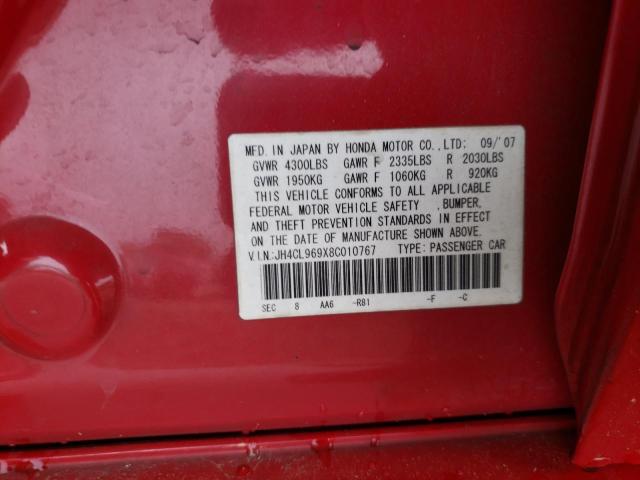 MFD. IN JAPAN BY HONDA MOTOR CO.,LTD: 09/'07
GVWR 4300LBS GAWR F 2335LBS R 2030LBS
GVWR 1950KG GAWR F 1060KG R 920KG
THIS VEHICLE CONFORMS TO ALL APPLICABLE
FEDERAL MOTOR VEHICLE SAFETY ,BUMPER,
AND THEFT PREVENTION STANDARDS IN EFFECT
ON THE DATE OF MANUFACTURE SHOWN ABOVE.
V.I.N:JH4CL969X8C010767 TYPE: PASSENGER CAR
SEC 8 AA6 -R81 -F -C